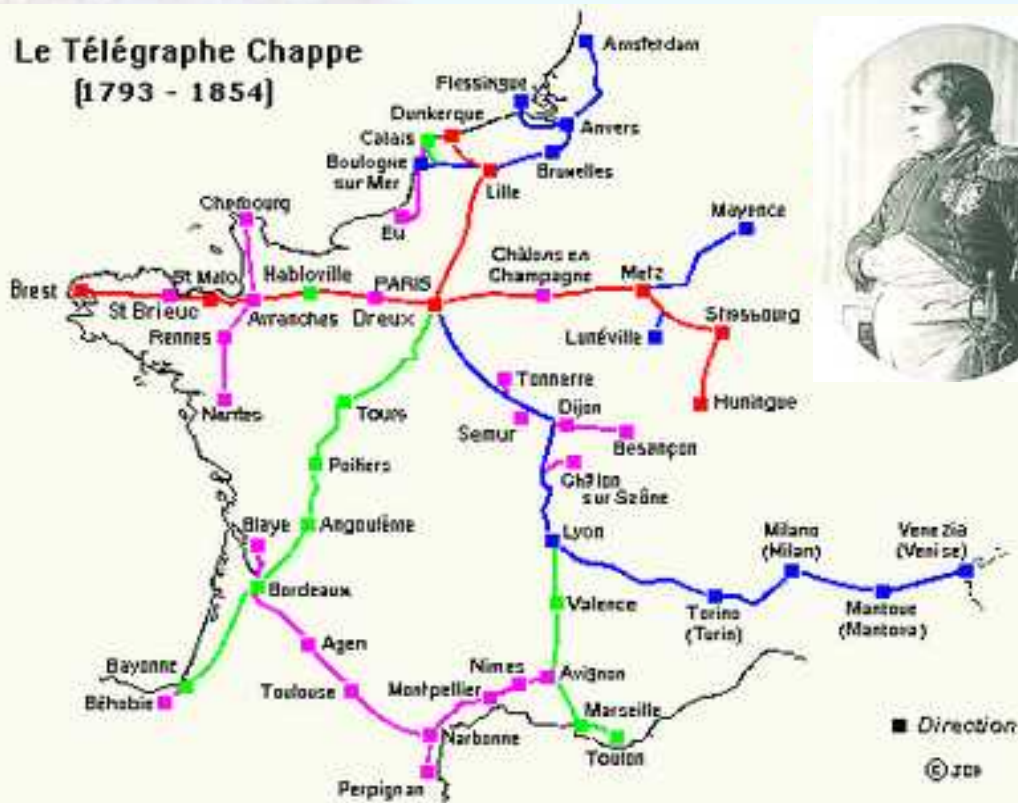 Le Télégraphe Chappe
(1793 - 1854)
Amsterdam
Flessingue
Dunkerque
Anvers
Calais
Boulogne
sur Mer
Bruxelles
Lille
Eu
Cherbourg
Mayence
Châlons en
Champagne
Metz
St Malo
Habloville
PARIS
Brest
St Brieuc
Avranches
Dreux
Strasbourg
Rennes
Lunéville
Nantes
Tonnerre
Huningue
Tours
Dijon
Semur
Besançon
Poitiers
Châlon
sur Saône
Angoulême
Blaye
Lyon
Milano
(Milan)
Venezia
(Venise)
Bordeaux
Valence
Torino
(Turin)
Mantoue
(Mantova)
Agen
Bayonne
Nîmes
Avignon
Toulouse
Montpellier
Béhobie
Marseille
Narbonne
Toulon
Direction
Perpignan